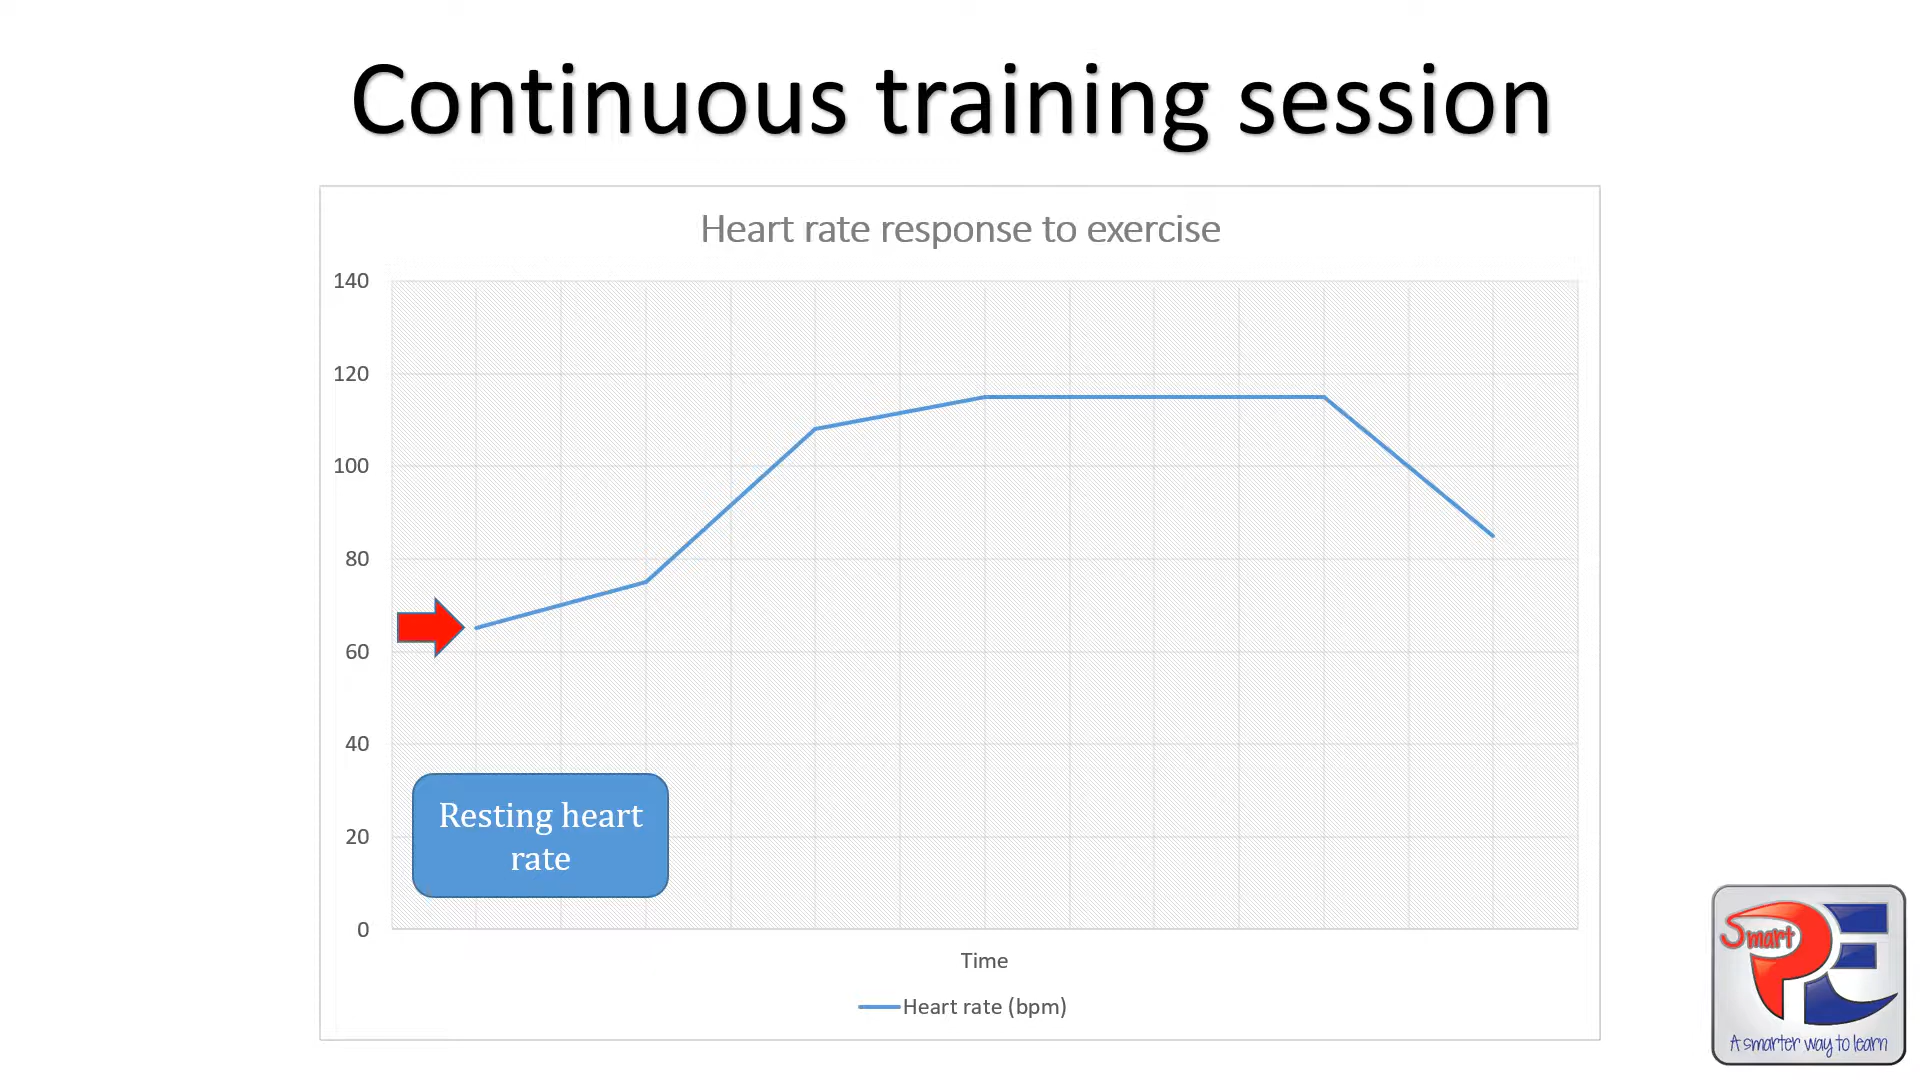 Continuous training session
Heart rate response to exercise
140
120
100
80
60
40
20
0
Resting heart
rate
Time
Heart rate (bpm)
Smart
PE
A smarter way to learn